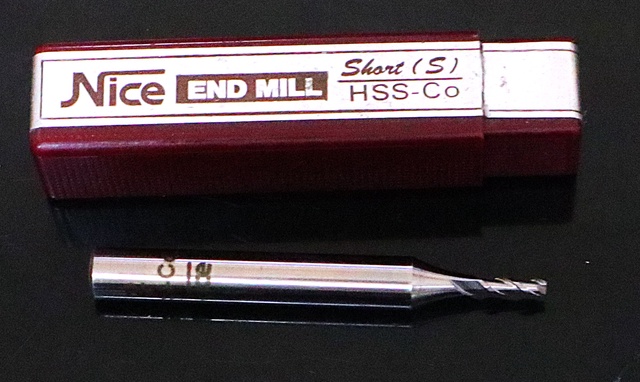 Nice END MILL Short (S)
HSS-Co